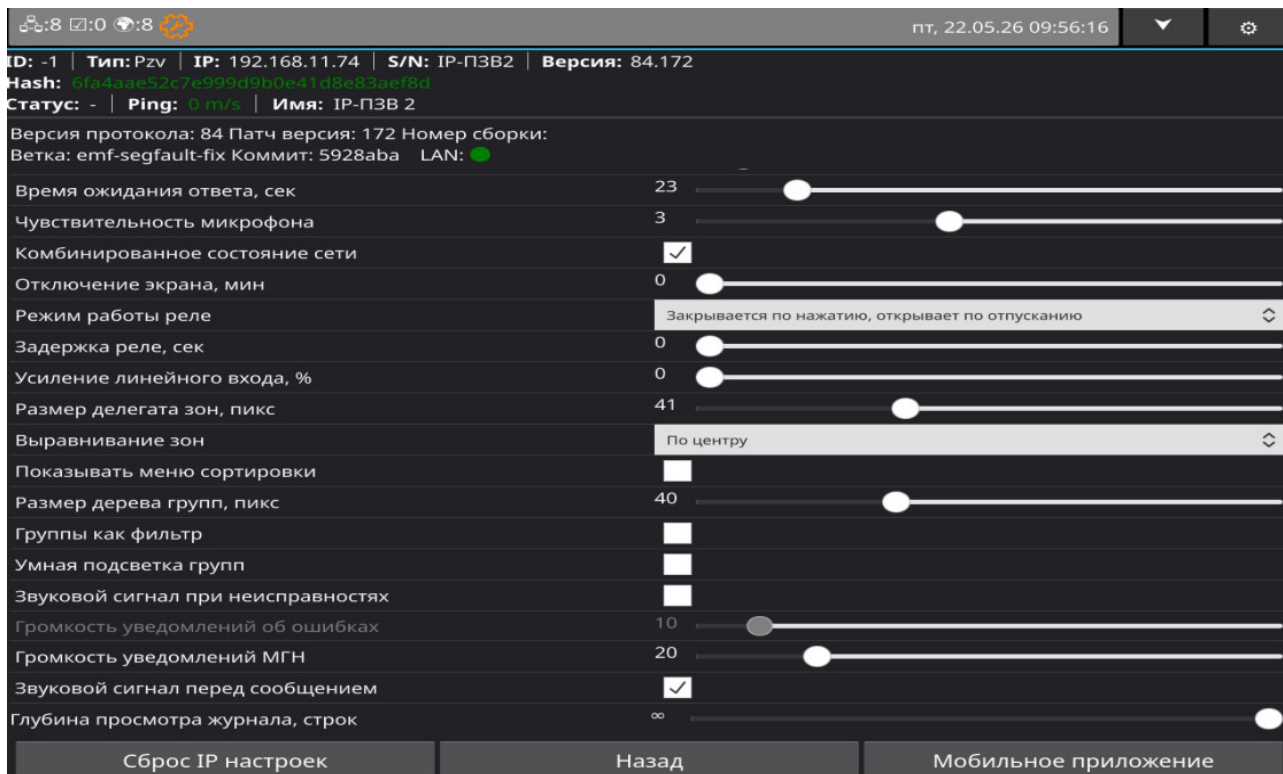 :8 ☑:0 :8 пт, 22.05.26 09:56:16
ID: -1 | Тип: Pzv | IP: 192.168.11.74 | S/N: IP-ПЗВ2 | Версия: 84.172
Hash: 6fa4aae52c7e999d9b0e41d8e83aef8d
Статус: - | Ping: 0 m/s | Имя: IP-ПЗВ 2
Версия протокола: 84 Патч версия: 172 Номер сборки:
Ветка: emf-segfault-fix Коммит: 5928aba LAN:
Время ожидания ответа, сек 23
Чувствительность микрофона 3
Комбинированное состояние сети ✓
Отключение экрана, мин 0
Режим работы реле Закрывается по нажатию, открывает по отпусканию
Задержка реле, сек 0
Усиление линейного входа, % 0
Размер делегата зон, пикс 41
Выравнивание зон По центру
Показывать меню сортировки
Размер дерева групп, пикс 40
Группы как фильтр
Умная подсветка групп
Звуковой сигнал при неисправностях
Громкость уведомлений об ошибках 10
Громкость уведомлений МГН 20
Звуковой сигнал перед сообщением ✓
Глубина просмотра журнала, строк ∞
Сброс IP настроек Назад Мобильное приложение